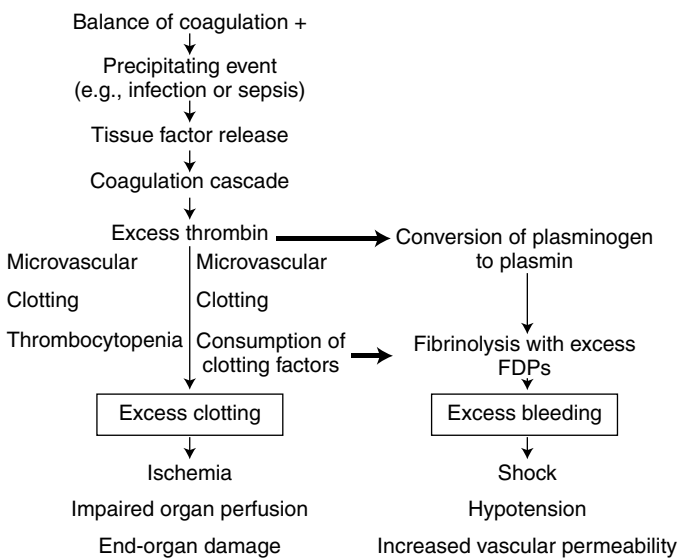 Balance of coagulation +
Precipitating event
(e.g., infection or sepsis)
Tissue factor release
Coagulation cascade
Excess thrombin
Conversion of plasminogen
to plasmin
Microvascular
Clotting
Thrombocytopenia
Microvascular
Clotting
Consumption of
clotting factors
Fibrinolysis with excess
FDPs
Excess clotting
Excess bleeding
Ischemia
Impaired organ perfusion
End-organ damage
Shock
Hypotension
Increased vascular permeability